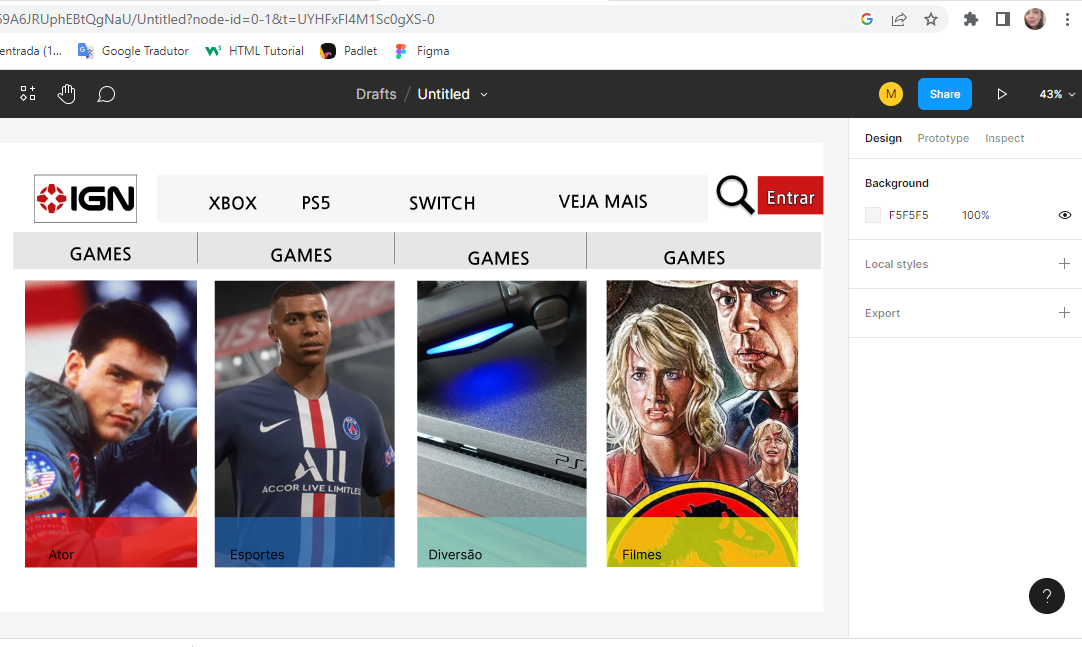 59A6JRUphEBtQgNaU/Untitled?node-id=0-1&t=UYHFxFI4M1Sc0gXS-0
entrada (1... Google Tradutor HTML Tutorial Padlet Figma
Drafts / Untitled M Share 43%
Design Prototype Inspect
Background
F5F5F5 100%
Local styles
Export
IGN XBOX PS5 SWITCH VEJA MAIS Entrar
GAMES GAMES GAMES GAMES
ALL
ACCOR LIVE LIMITLES
PS
Ator Esportes Diversão Filmes
?